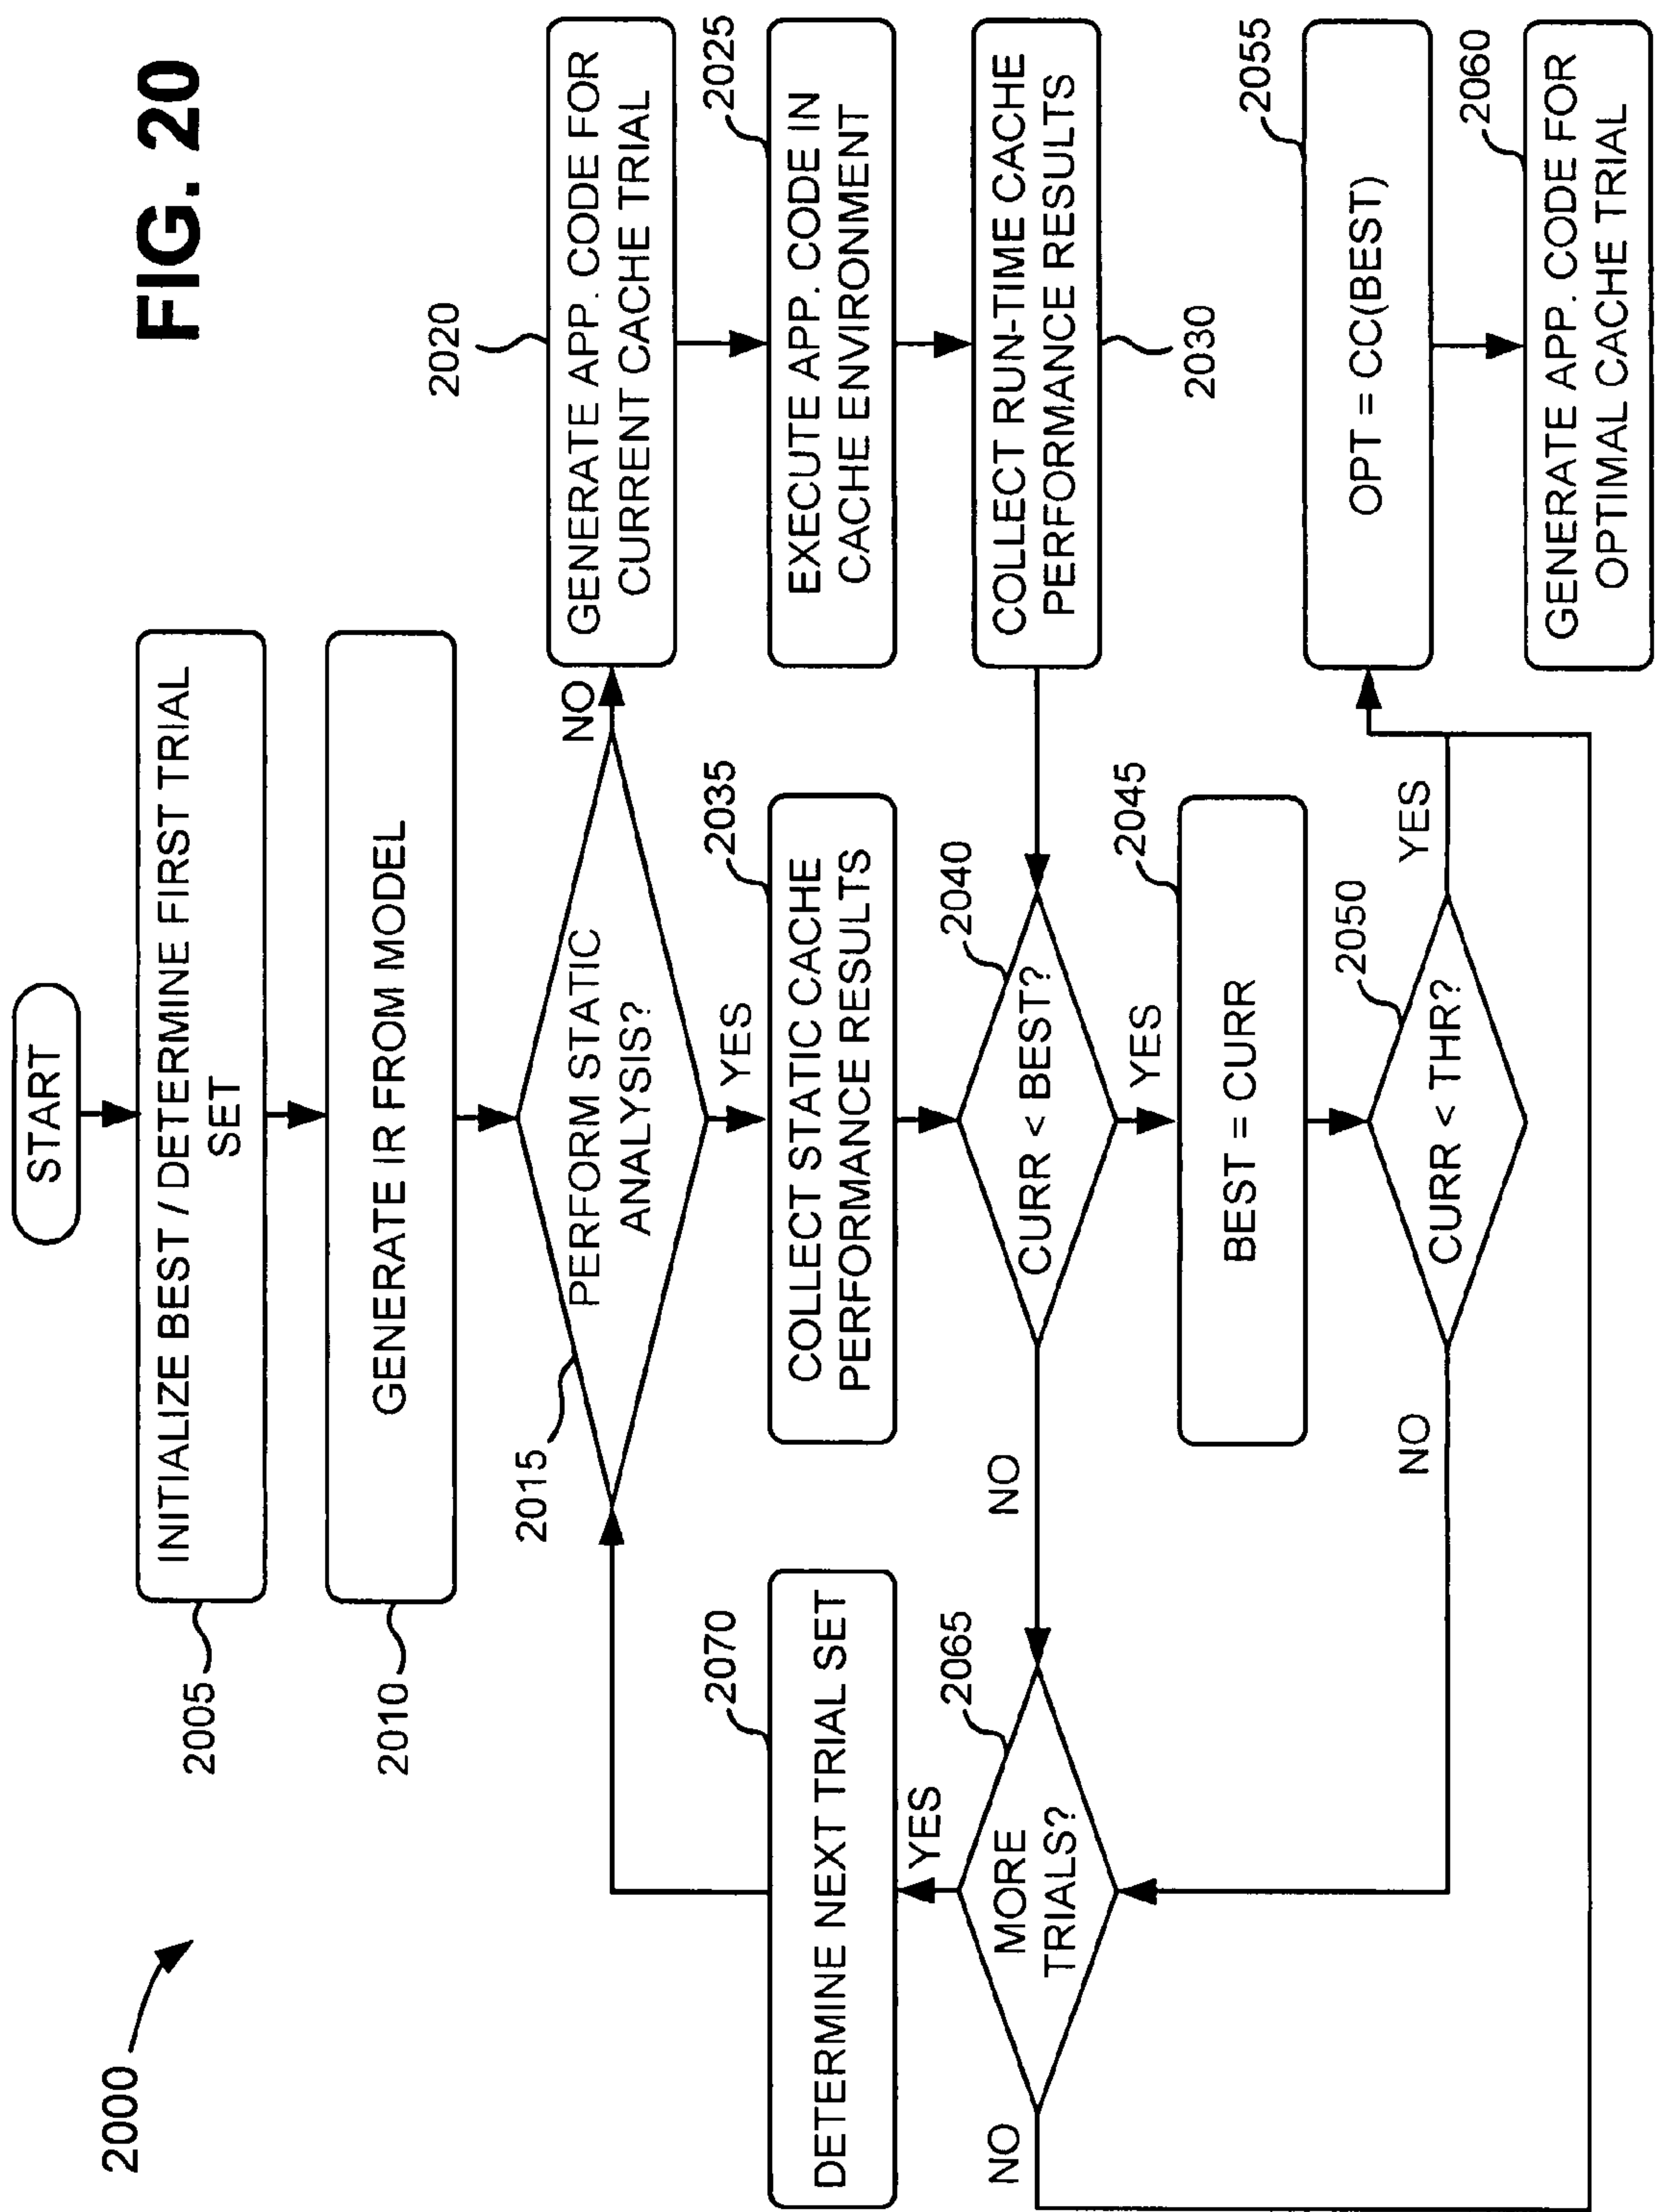 FIG. 20
2000
START
INITIALIZE BEST / DETERMINE FIRST TRIAL
SET
2005
GENERATE IR FROM MODEL
2010
PERFORM STATIC
ANALYSIS?
2015
NO
YES
GENERATE APP. CODE FOR
CURRENT CACHE TRIAL
2020
EXECUTE APP. CODE IN
CACHE ENVIRONMENT
2025
COLLECT RUN-TIME CACHE
PERFORMANCE RESULTS
2030
COLLECT STATIC CACHE
PERFORMANCE RESULTS
2035
CURR < BEST?
2040
NO
YES
BEST = CURR
2045
CURR < THR?
2050
NO
YES
OPT = CC(BEST)
2055
GENERATE APP. CODE FOR
OPTIMAL CACHE TRIAL
2060
MORE
TRIALS?
2065
NO
YES
DETERMINE NEXT TRIAL SET
2070